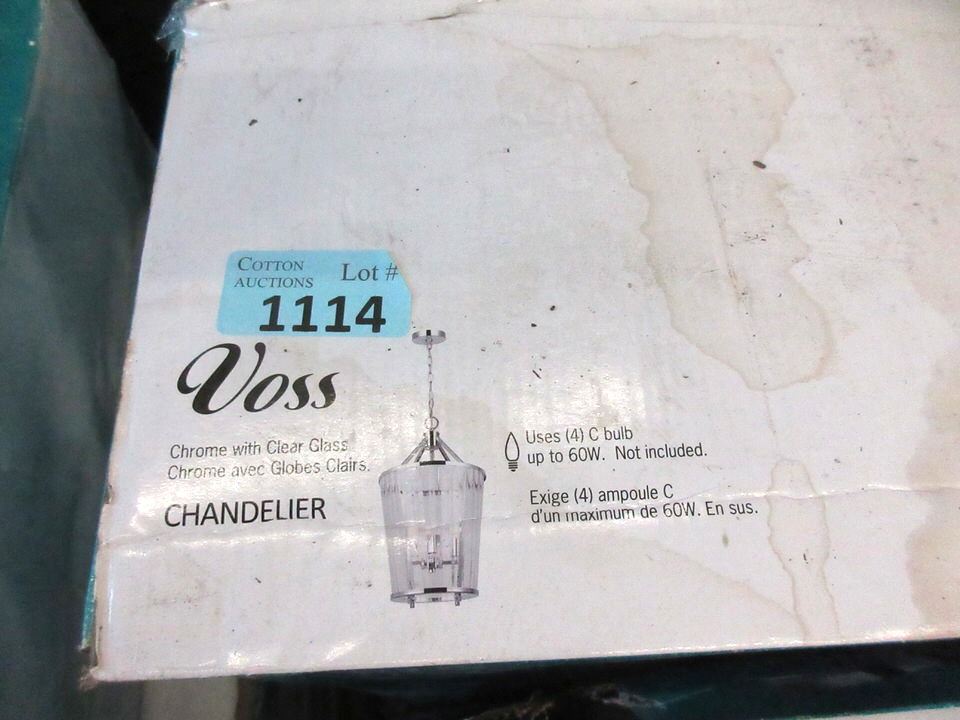 COTTON
AUCTIONS
Lot #
1114
Voss
Chrome with Clear Glass
Chrome avec Globes Clairs.
CHANDELIER
Uses (4) C bulb
up to 60W. Not included.
Exige (4) ampoule C
d'un maximum de 60W. En sus.